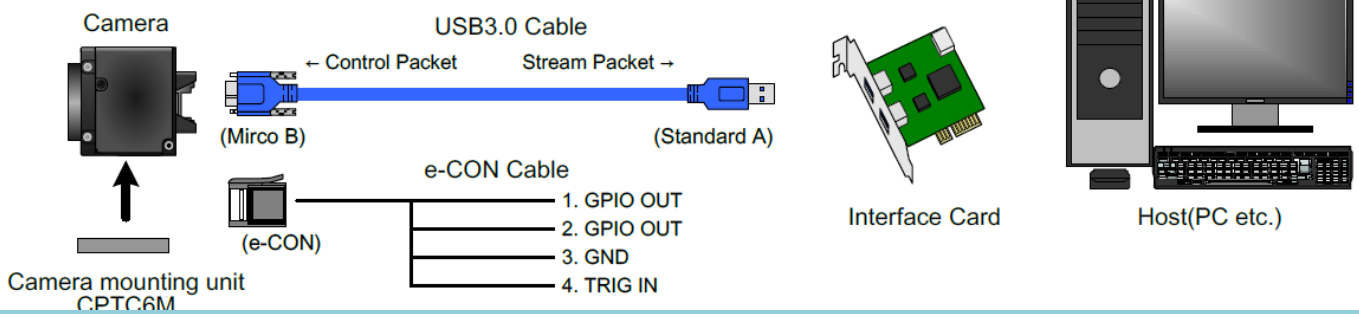 Camera
USB3.0 Cable
← Control Packet
Stream Packet →
(Mirco B)
(Standard A)
e-CON Cable
1. GPIO OUT
2. GPIO OUT
3. GND
4. TRIG IN
(e-CON)
Interface Card
Host(PC etc.)
Camera mounting unit
CPTC6M